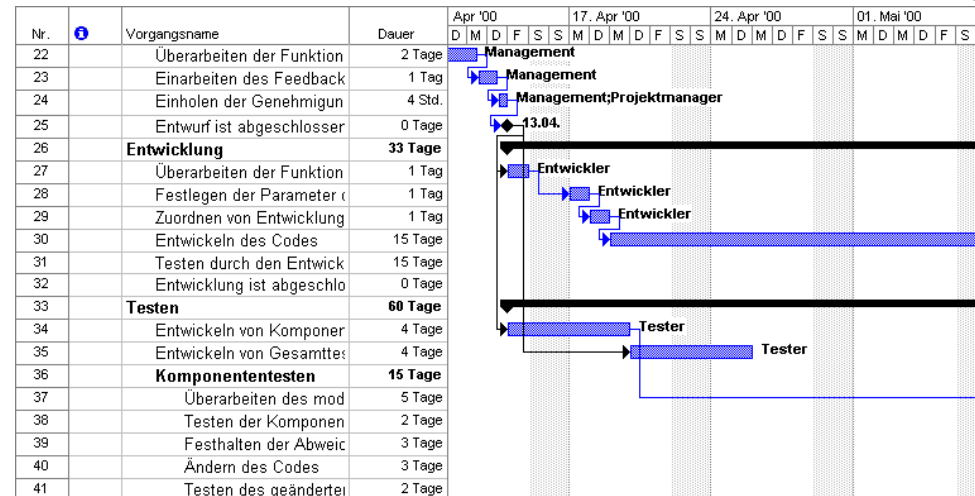 Apr '00 17. Apr '00 24. Apr '00 01. Mai '00
Nr. Vorgangsname Dauer D M D F S S M D M D F S S M D M D F S S M D M D F S
22 Überarbeiten der Funktion 2 Tage Management
23 Einarbeiten des Feedback 1 Tag Management
24 Einholen der Genehmigun 4 Std. Management;Projektmanager
25 Entwurf ist abgeschlosser 0 Tage 13.04.
26 Entwicklung 33 Tage
27 Überarbeiten der Funktion 1 Tag Entwickler
28 Festlegen der Parameter 1 Tag Entwickler
29 Zuordnen von Entwicklung 1 Tag Entwickler
30 Entwickeln des Codes 15 Tage
31 Testen durch den Entwick 15 Tage
32 Entwicklung ist abgeschlo 0 Tage
33 Testen 60 Tage
34 Entwickeln von Komponer 4 Tage Tester
35 Entwickeln von Gesamttes 4 Tage Tester
36 Komponententesten 15 Tage
37 Überarbeiten des mod 5 Tage
38 Testen der Komponen 2 Tage
39 Festhalten der Abweic 3 Tage
40 Ändern des Codes 3 Tage
41 Testen des geänderter 2 Tage